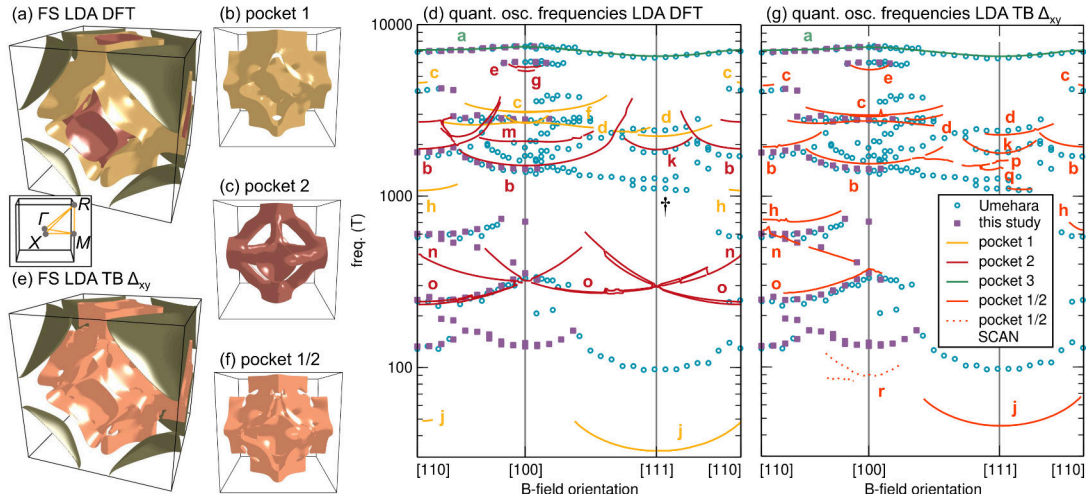 (a) FS LDA DFT
(b) pocket 1
(c) pocket 2
Γ
R
X
M
(e) FS LDA TB Δxy
(f) pocket 1/2
(d) quant. osc. frequencies LDA DFT
freq. (T)
10000
1000
100
a
e
g
c
c
f
d
d
m
k
b
b
b
†
h
n
n
o
o
o
j
j
[110]
[100]
[111]
[110]
B-field orientation
(g) quant. osc. frequencies LDA TB Δxy
a
e
c
c
c
d
d
k
p
q
b
b
b
h
h
n
o
r
j
j
Umehara
this study
pocket 1
pocket 2
pocket 3
pocket 1/2
pocket 1/2
SCAN
[110]
[100]
[111]
[110]
B-field orientation